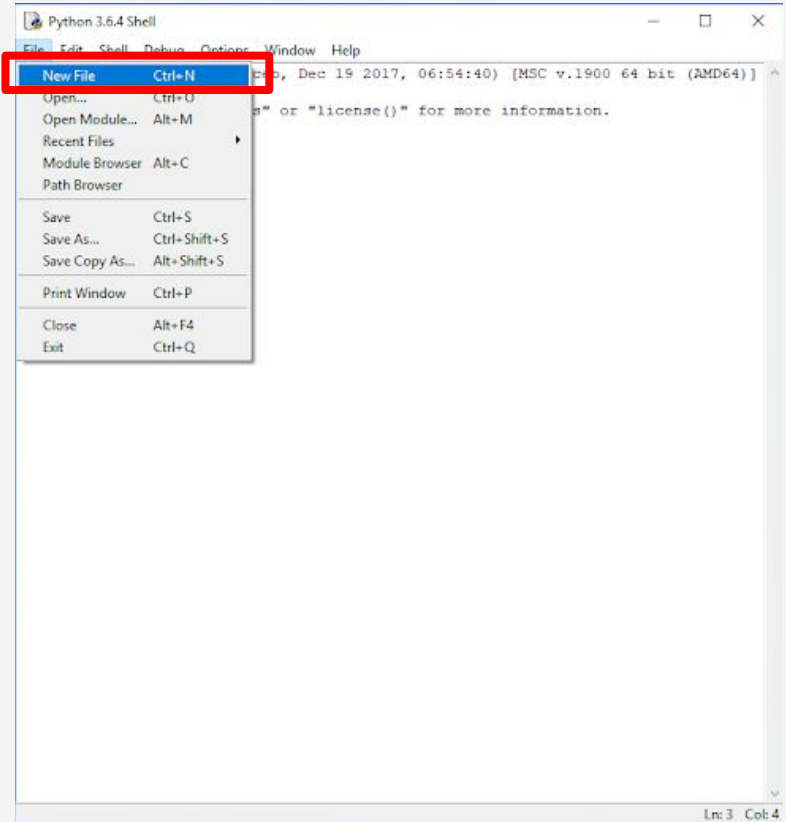 Python 3.6.4 Shell
File Edit Shell Debug Options Window Help
New File Ctrl+N
Dec 19 2017, 06:54:40) [MSC v.1900 64 bit (AMD64)]
Open... Ctrl+O
s" or "license()" for more information.
Open Module... Alt+M
Recent Files
Module Browser Alt+C
Path Browser
Save Ctrl+S
Save As... Ctrl+Shift+S
Save Copy As... Alt+Shift+S
Print Window Ctrl+P
Close Alt+F4
Exit Ctrl+Q
Ln: 3 Col: 4